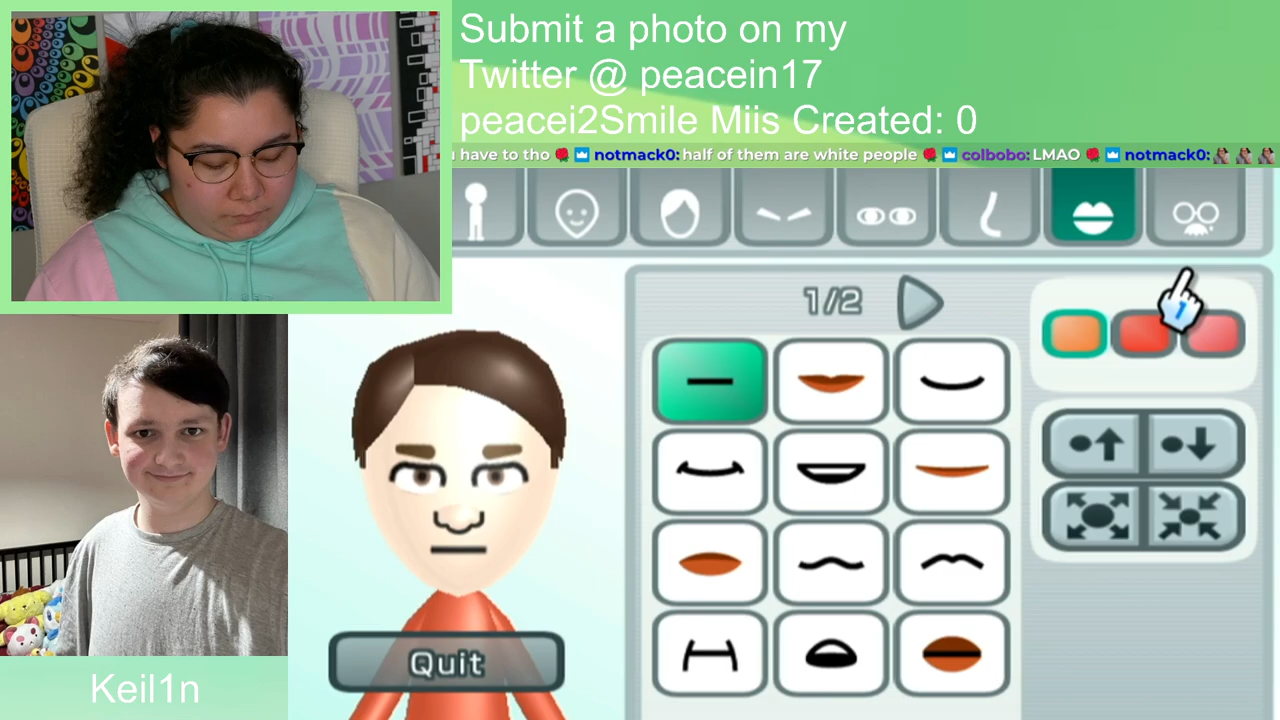 Submit a photo on my
Twitter @ peacein17
peacei2Smile Miis Created: 0
have to tho notmack0: half of them are white people colbobo: LMAO notmack0:
1/2
1
Quit
Keil1n